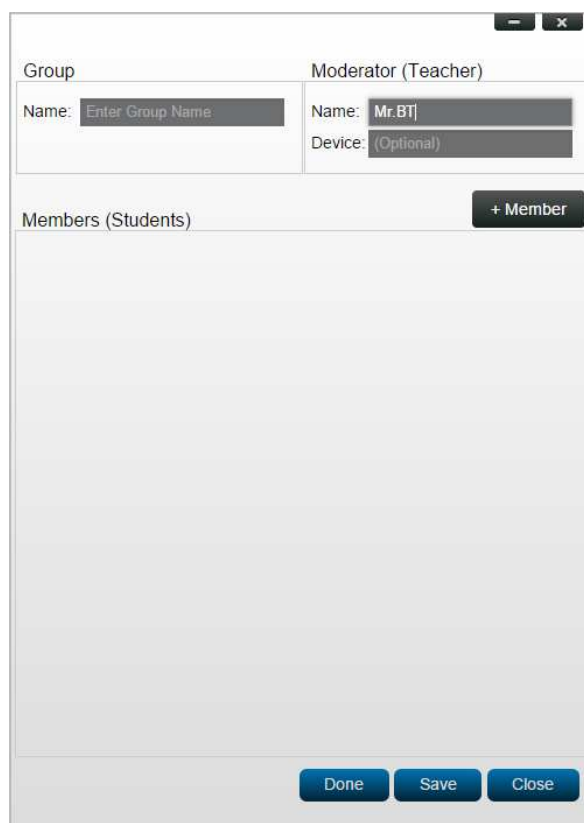 Group
Name: Enter Group Name
Moderator (Teacher)
Name: Mr.BT
Device: (Optional)
Members (Students)
+ Member
Done Save Close